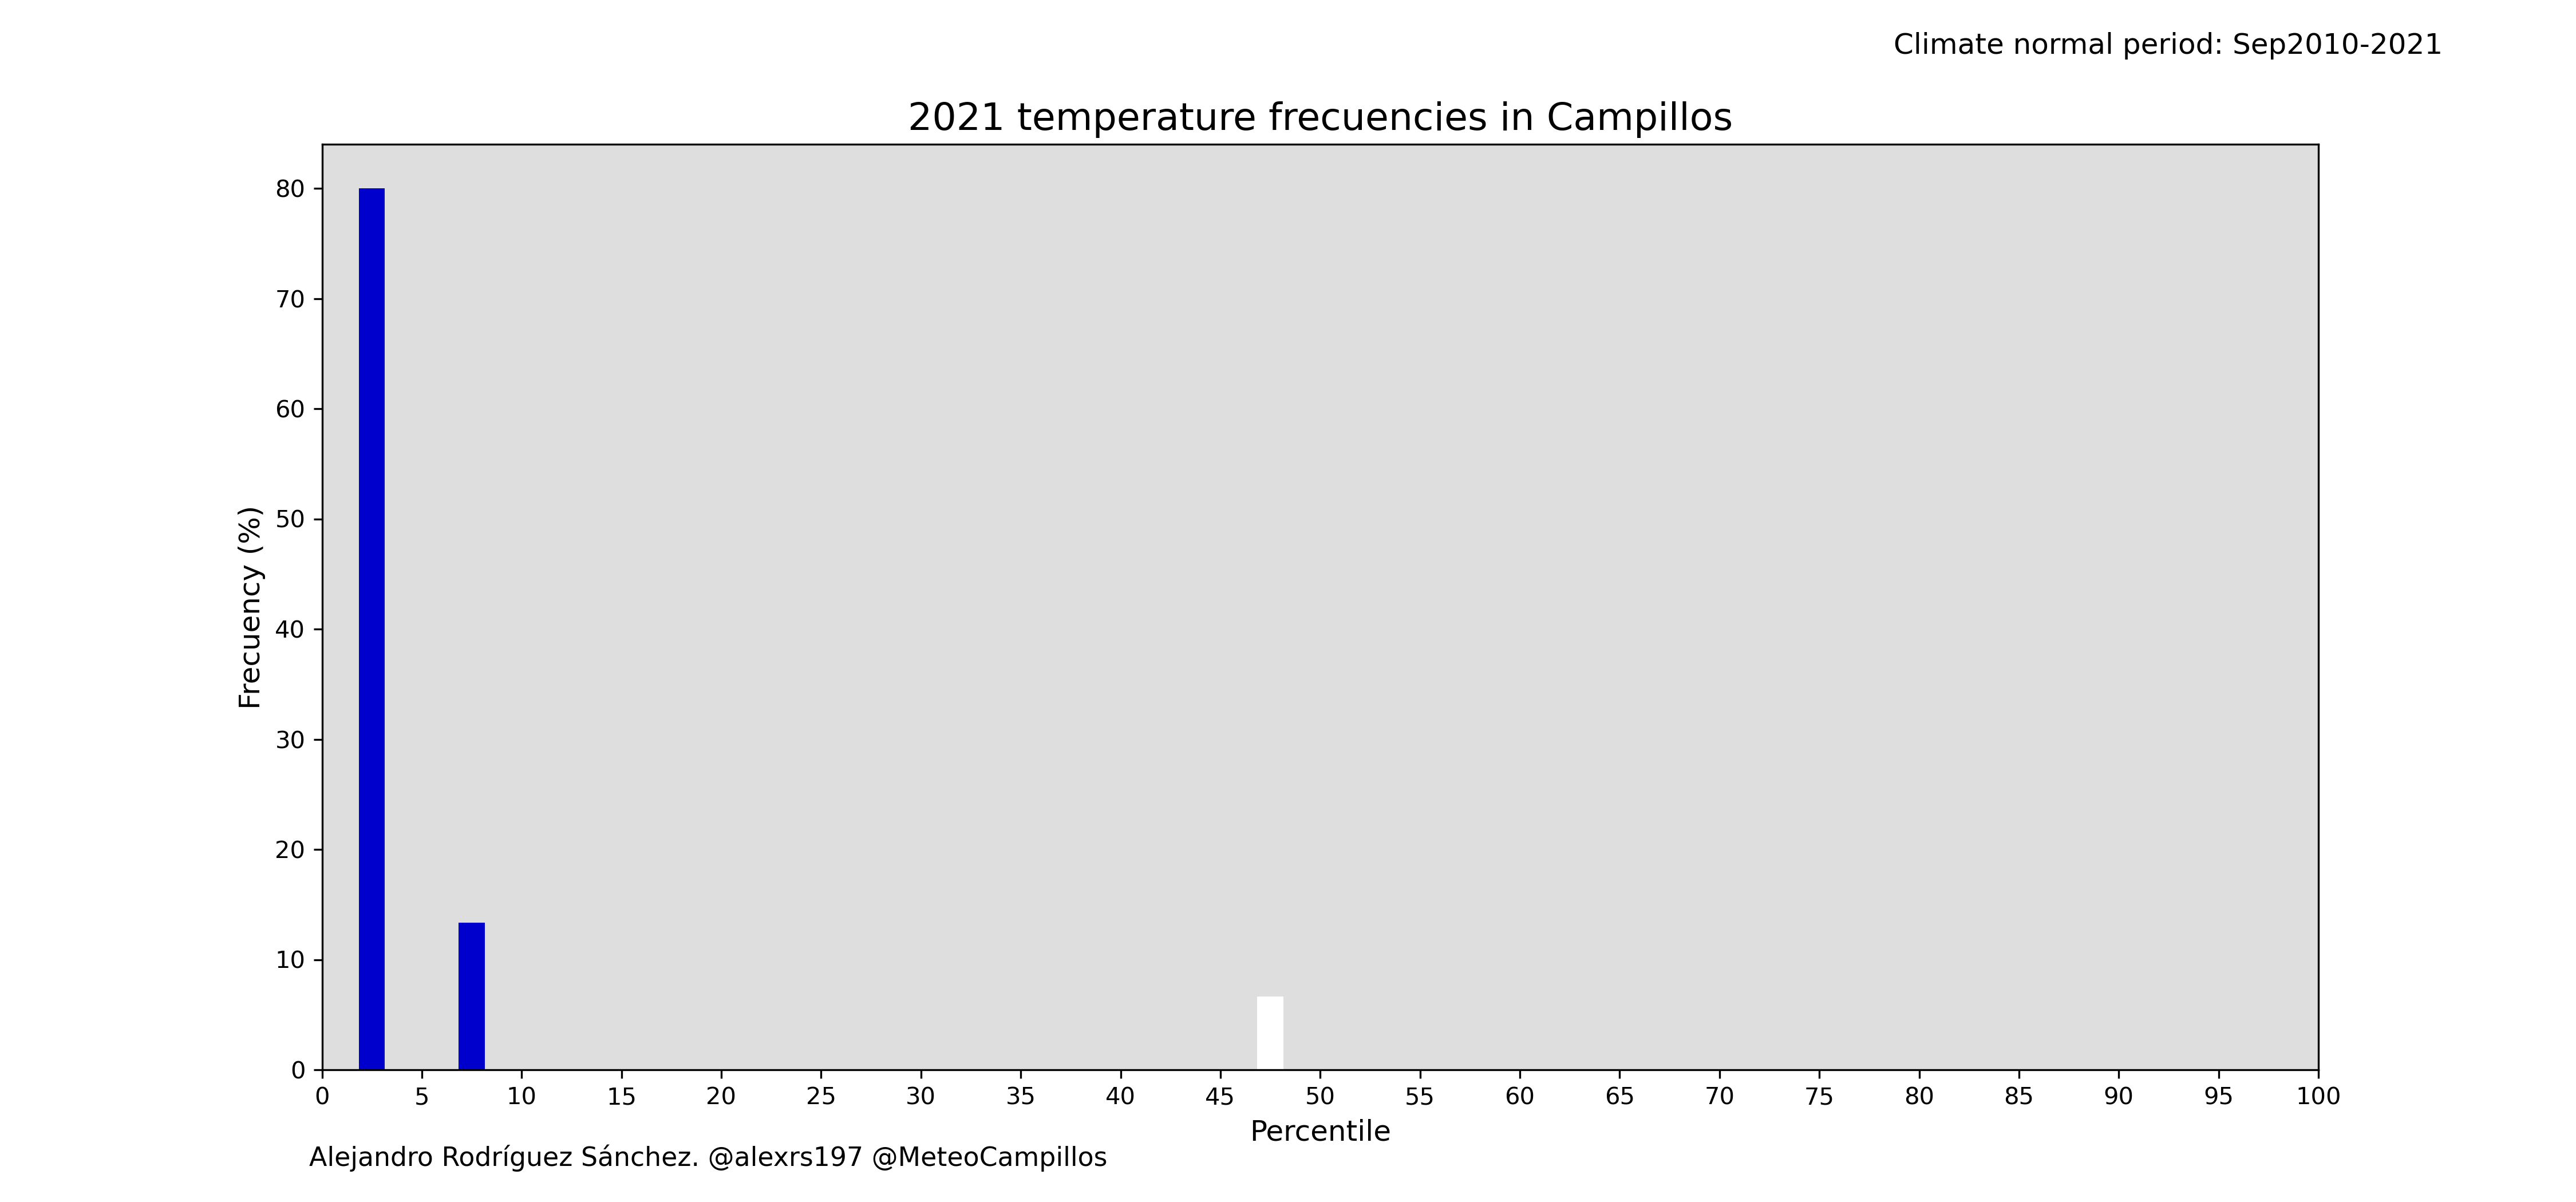 Climate normal period: Sep2010-2021
2021 temperature frecuencies in Campillos
80
70
60
50
40
30
20
10
0
Frecuency (%)
0 5 10 15 20 25 30 35 40 45 50 55 60 65 70 75 80 85 90 95 100
Percentile
Alejandro Rodríguez Sánchez. @alexrs197 @MeteoCampillos